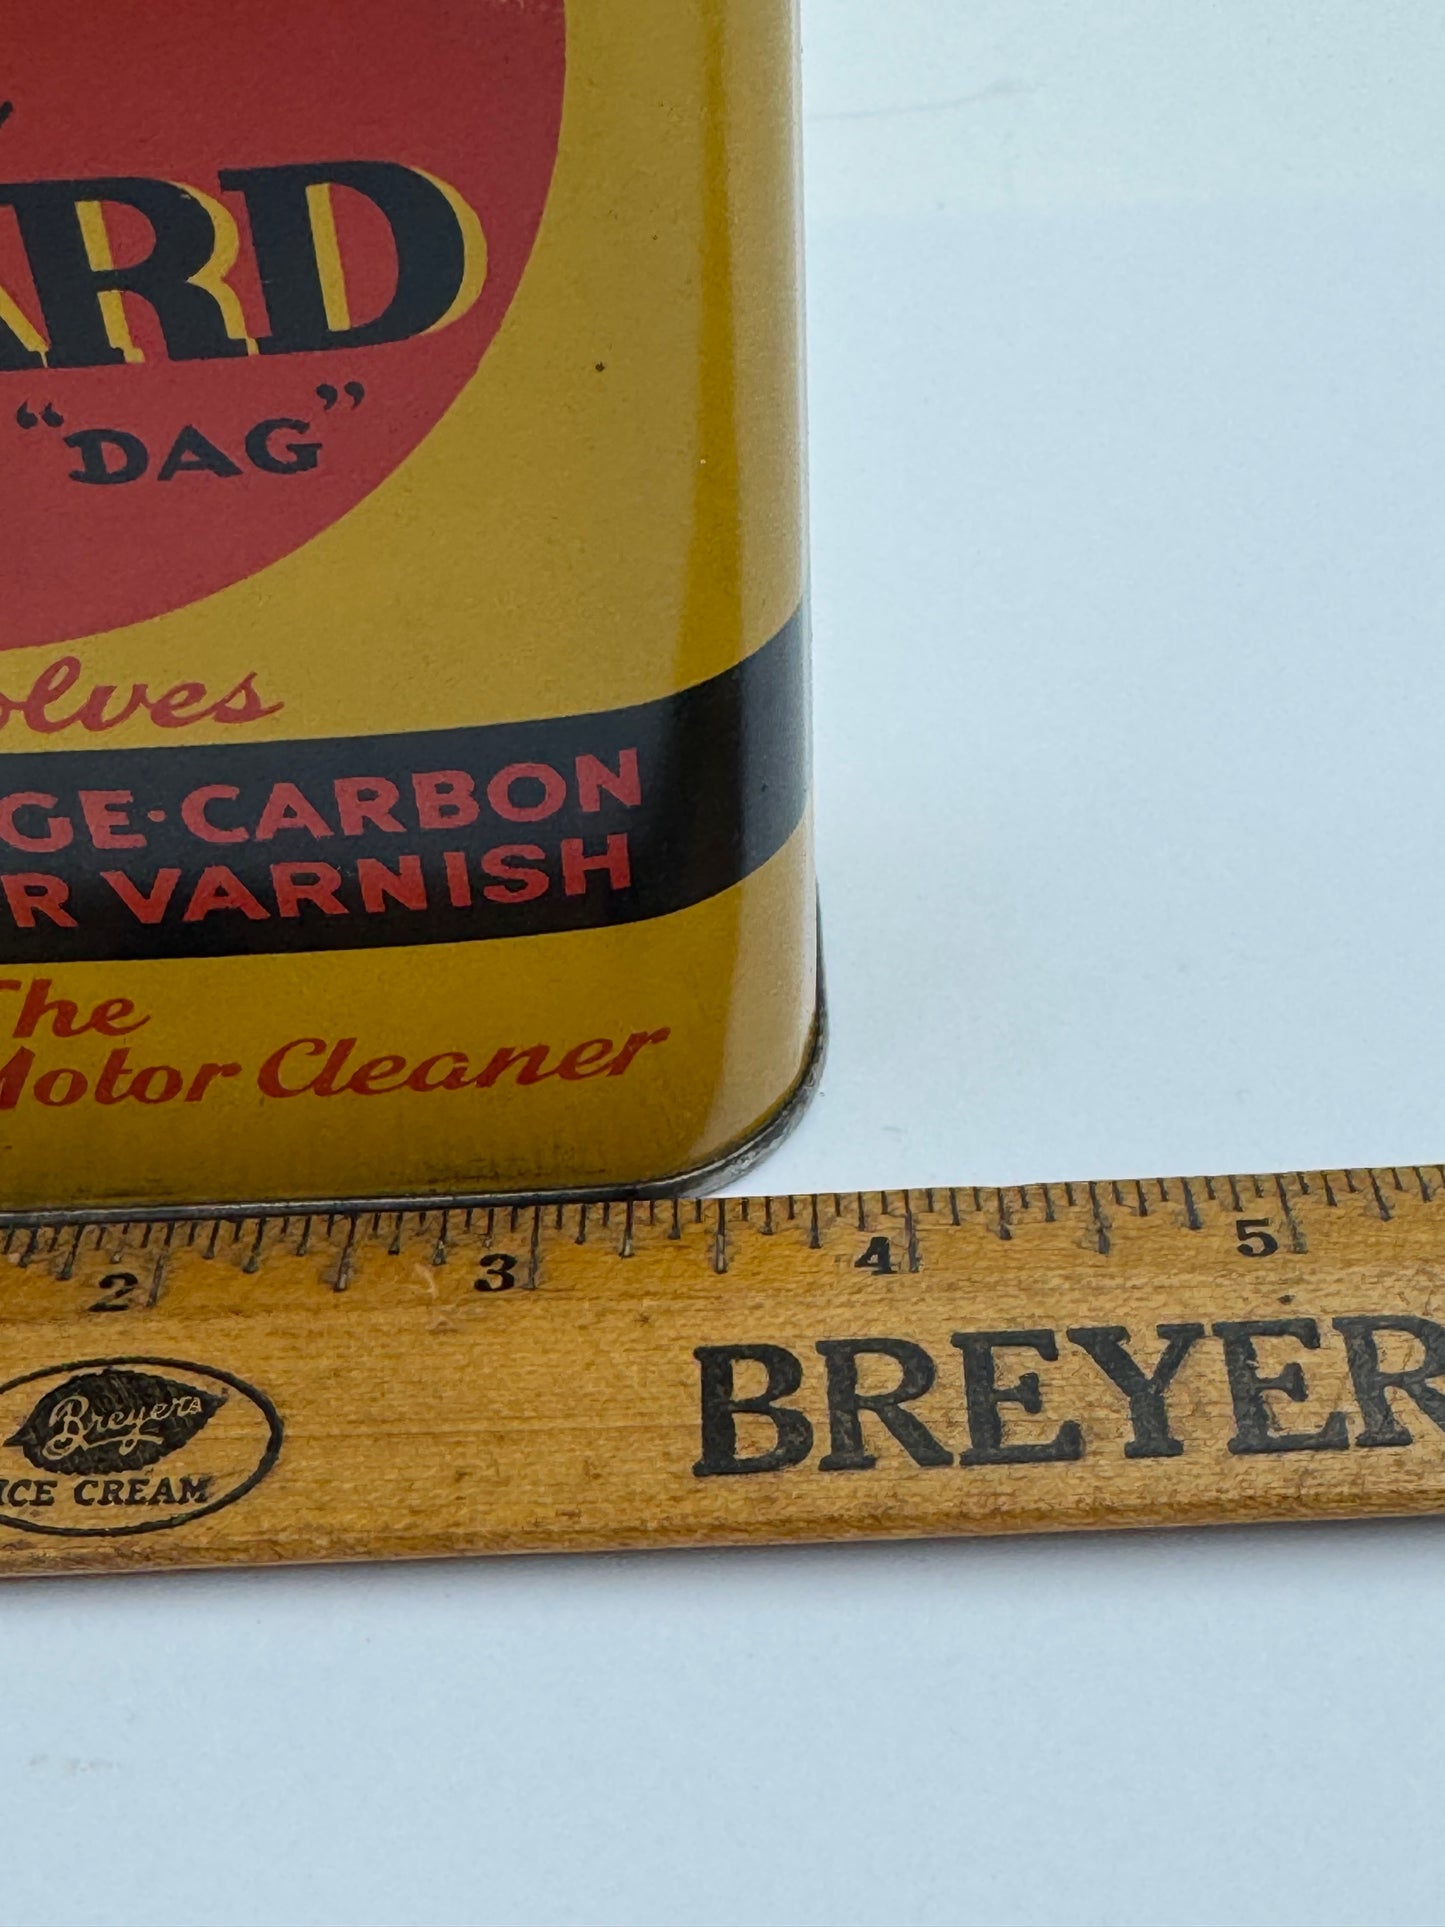 ARD
"DAG"
olves
GE·CARBON
R VARNISH
The
Motor Cleaner
2 3 4 5
Breyers
ICE CREAM
BREYER